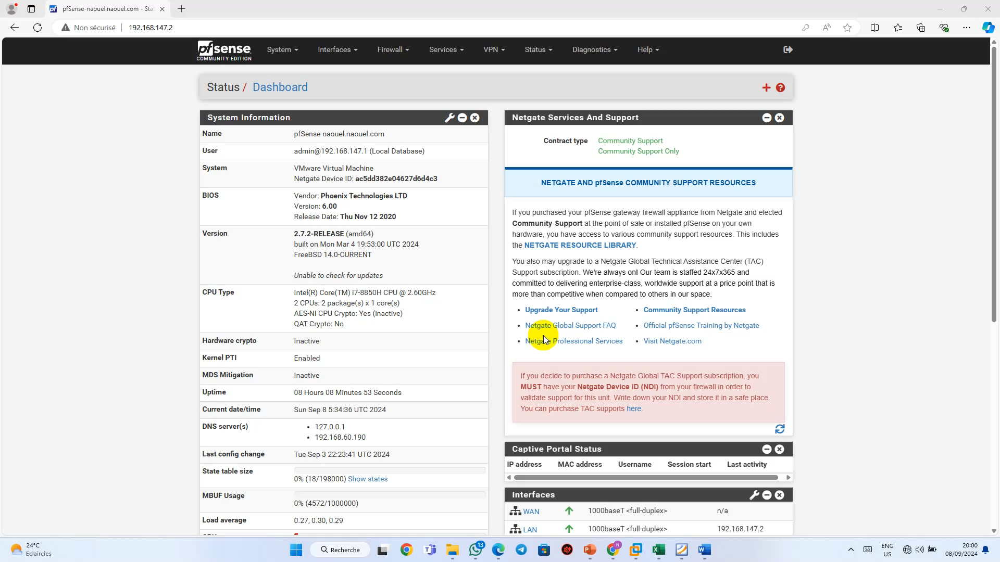 pfSense-naouel.naouel.com - Stat
Non sécurisé
192.168.147.2
pfsense
COMMUNITY EDITION
System
Interfaces
Firewall
Services
VPN
Status
Diagnostics
Help
Status / Dashboard
System Information
Name
pfSense-naouel.naouel.com
User
admin@192.168.147.1 (Local Database)
System
VMware Virtual Machine
Netgate Device ID: ac5dd382e04627d6d4c3
BIOS
Vendor: Phoenix Technologies LTD
Version: 6.00
Release Date: Thu Nov 12 2020
Version
2.7.2-RELEASE (amd64)
built on Mon Mar 4 19:53:00 UTC 2024
FreeBSD 14.0-CURRENT
Unable to check for updates
CPU Type
Intel(R) Core(TM) i7-8850H CPU @ 2.60GHz
2 CPUs: 2 package(s) x 1 core(s)
AES-NI CPU Crypto: Yes (inactive)
QAT Crypto: No
Hardware crypto
Inactive
Kernel PTI
Enabled
MDS Mitigation
Inactive
Uptime
08 Hours 08 Minutes 53 Seconds
Current date/time
Sun Sep 8 5:34:36 UTC 2024
DNS server(s)
• 127.0.0.1
• 192.168.60.190
Last config change
Tue Sep 3 22:23:41 UTC 2024
State table size
0% (18/198000) Show states
MBUF Usage
0% (4572/1000000)
Load average
0.27, 0.30, 0.29
Netgate Services And Support
Contract type
Community Support
Community Support Only
NETGATE AND pfSense COMMUNITY SUPPORT RESOURCES
If you purchased your pfSense gateway firewall appliance from Netgate and elected
Community Support at the point of sale or installed pfSense on your own
hardware, you have access to various community support resources. This includes
the NETGATE RESOURCE LIBRARY.
You also may upgrade to a Netgate Global Technical Assistance Center (TAC)
Support subscription. We're always on! Our team is staffed 24x7x365 and
committed to delivering enterprise-class, worldwide support at a price point that is
more than competitive when compared to others in our space.
• Upgrade Your Support
• Community Support Resources
• Netgate Global Support FAQ
• Official pfSense Training by Netgate
• Netgate Professional Services
• Visit Netgate.com
If you decide to purchase a Netgate Global TAC Support subscription, you
MUST have your Netgate Device ID (NDI) from your firewall in order to
validate support for this unit. Write down your NDI and store it in a safe place.
You can purchase TAC supports here.
Captive Portal Status
IP address
MAC address
Username
Session start
Last activity
Interfaces
WAN
1000baseT <full-duplex>
n/a
LAN
1000baseT <full-duplex>
192.168.147.2
24°C
Eclaircies
Recherche
13
N
ENG
US
20:00
08/09/2024